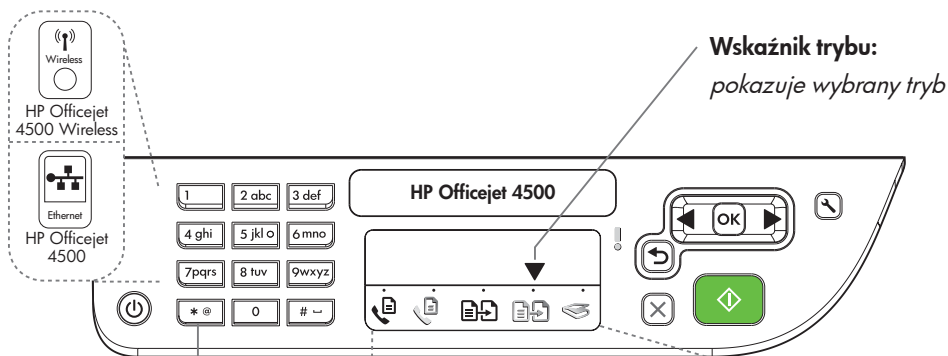 Wireless
HP Officejet
4500 Wireless
Ethernet
HP Officejet
4500
Wskaźnik trybu:
pokazuje wybrany tryb
HP Officejet 4500
1
2 abc
3 def
4 ghi
5 jkl o
6 mno
7pqrs
8 tuv
9wxyz
* @
0
# ⌴
!
OK